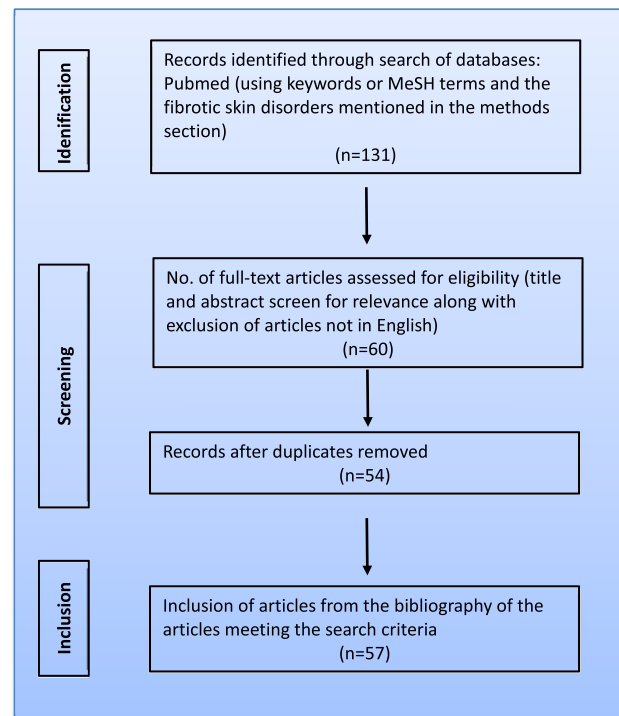 Idenification
Records identified through search of databases:
Pubmed (using keywords or MeSH terms and the
fibrotic skin disorders mentioned in the methods
section)
(n=131)
Screening
No. of full-text articles assessed for eligibility (title
and abstract screen for relevance along with
exclusion of articles not in English)
(n=60)
Records after duplicates removed
(n=54)
Inclusion
Inclusion of articles from the bibliography of the
articles meeting the search criteria
(n=57)